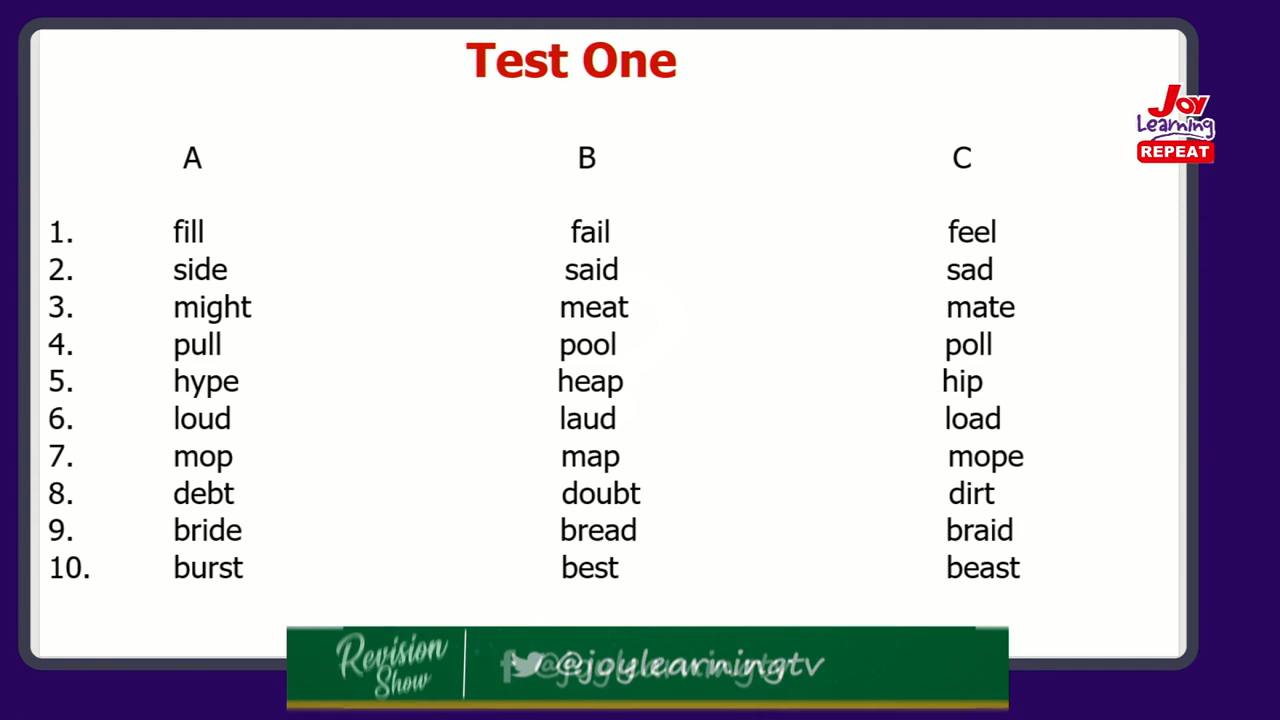 Test One
JOY
Learning
REPEAT
A B C
1. fill fail feel
2. side said sad
3. might meat mate
4. pull pool poll
5. hype heap hip
6. loud laud load
7. mop map mope
8. debt doubt dirt
9. bride bread braid
10. burst best beast
Revision
Show
@joylearningtv